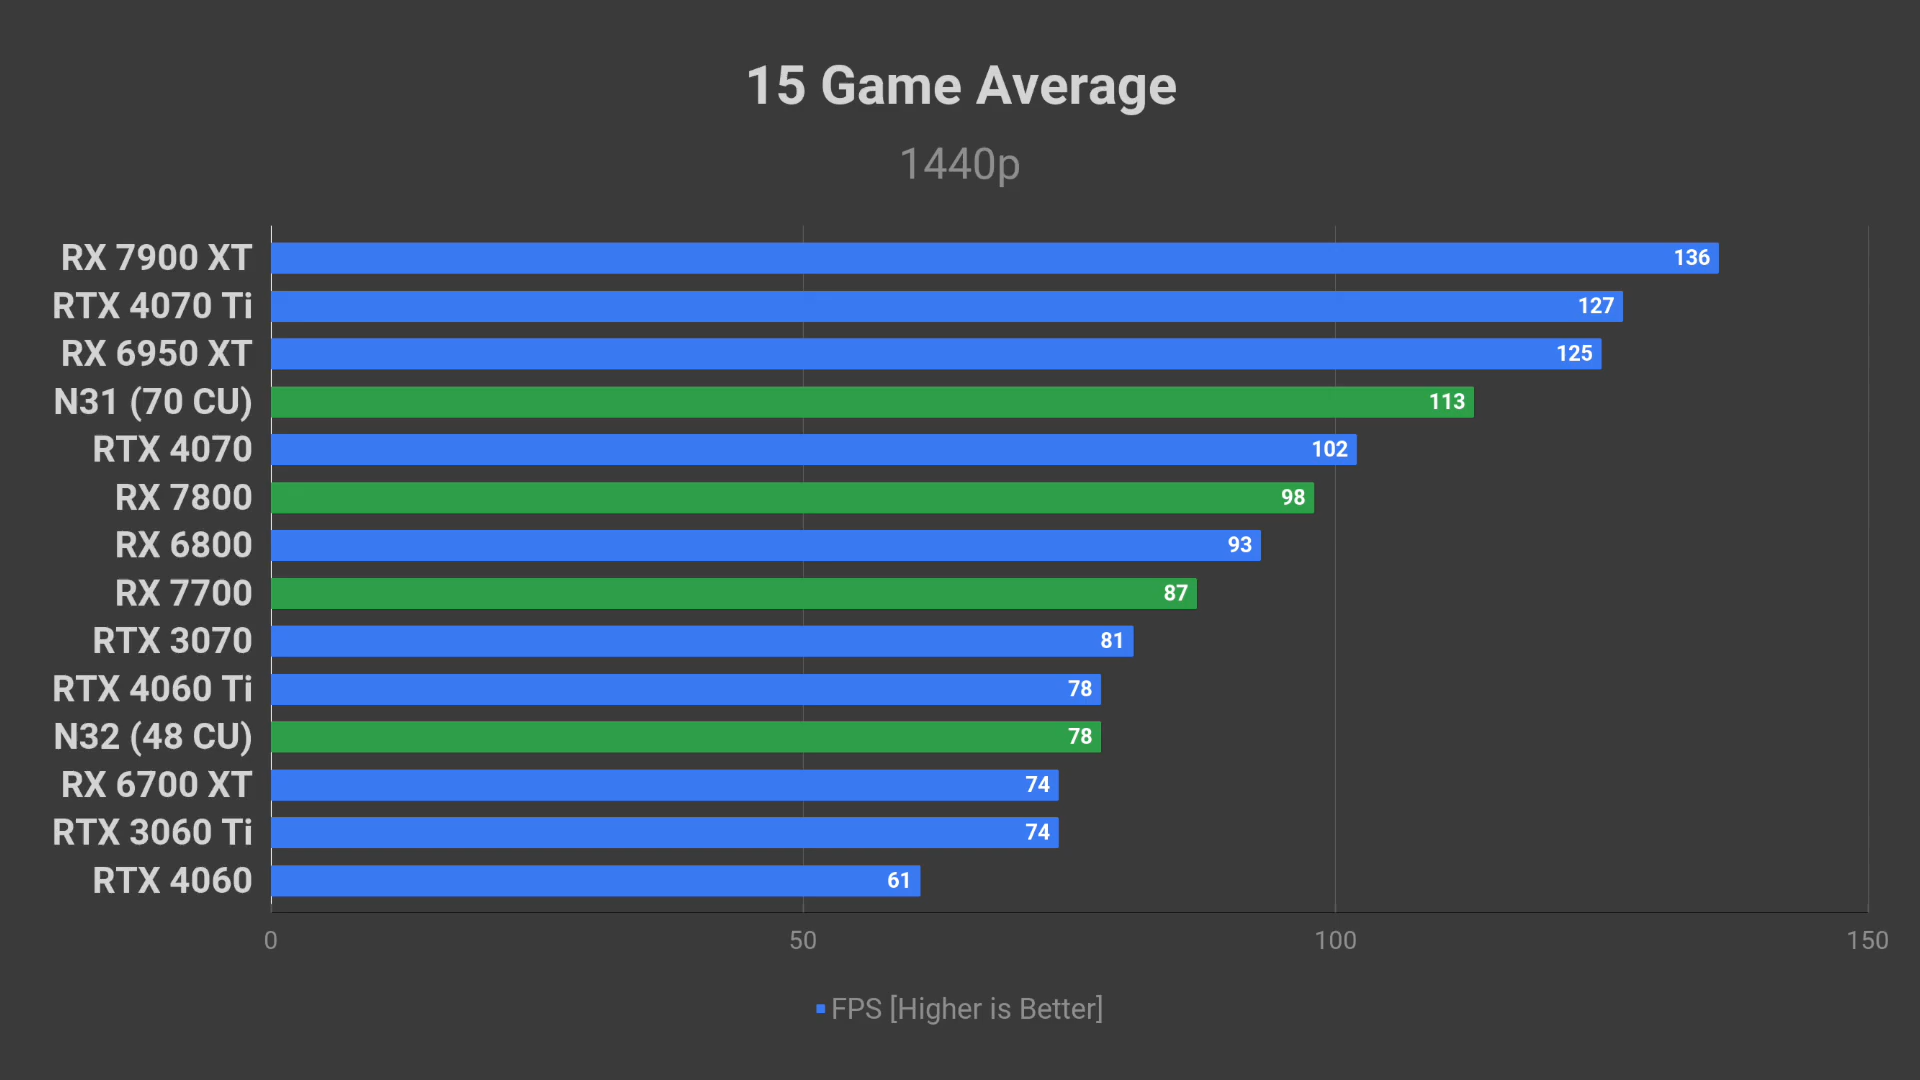 15 Game Average
1440p
RX 7900 XT 136
RTX 4070 Ti 127
RX 6950 XT 125
N31 (70 CU) 113
RTX 4070 102
RX 7800 98
RX 6800 93
RX 7700 87
RTX 3070 81
RTX 4060 Ti 78
N32 (48 CU) 78
RX 6700 XT 74
RTX 3060 Ti 74
RTX 4060 61
0 50 100 150
FPS [Higher is Better]